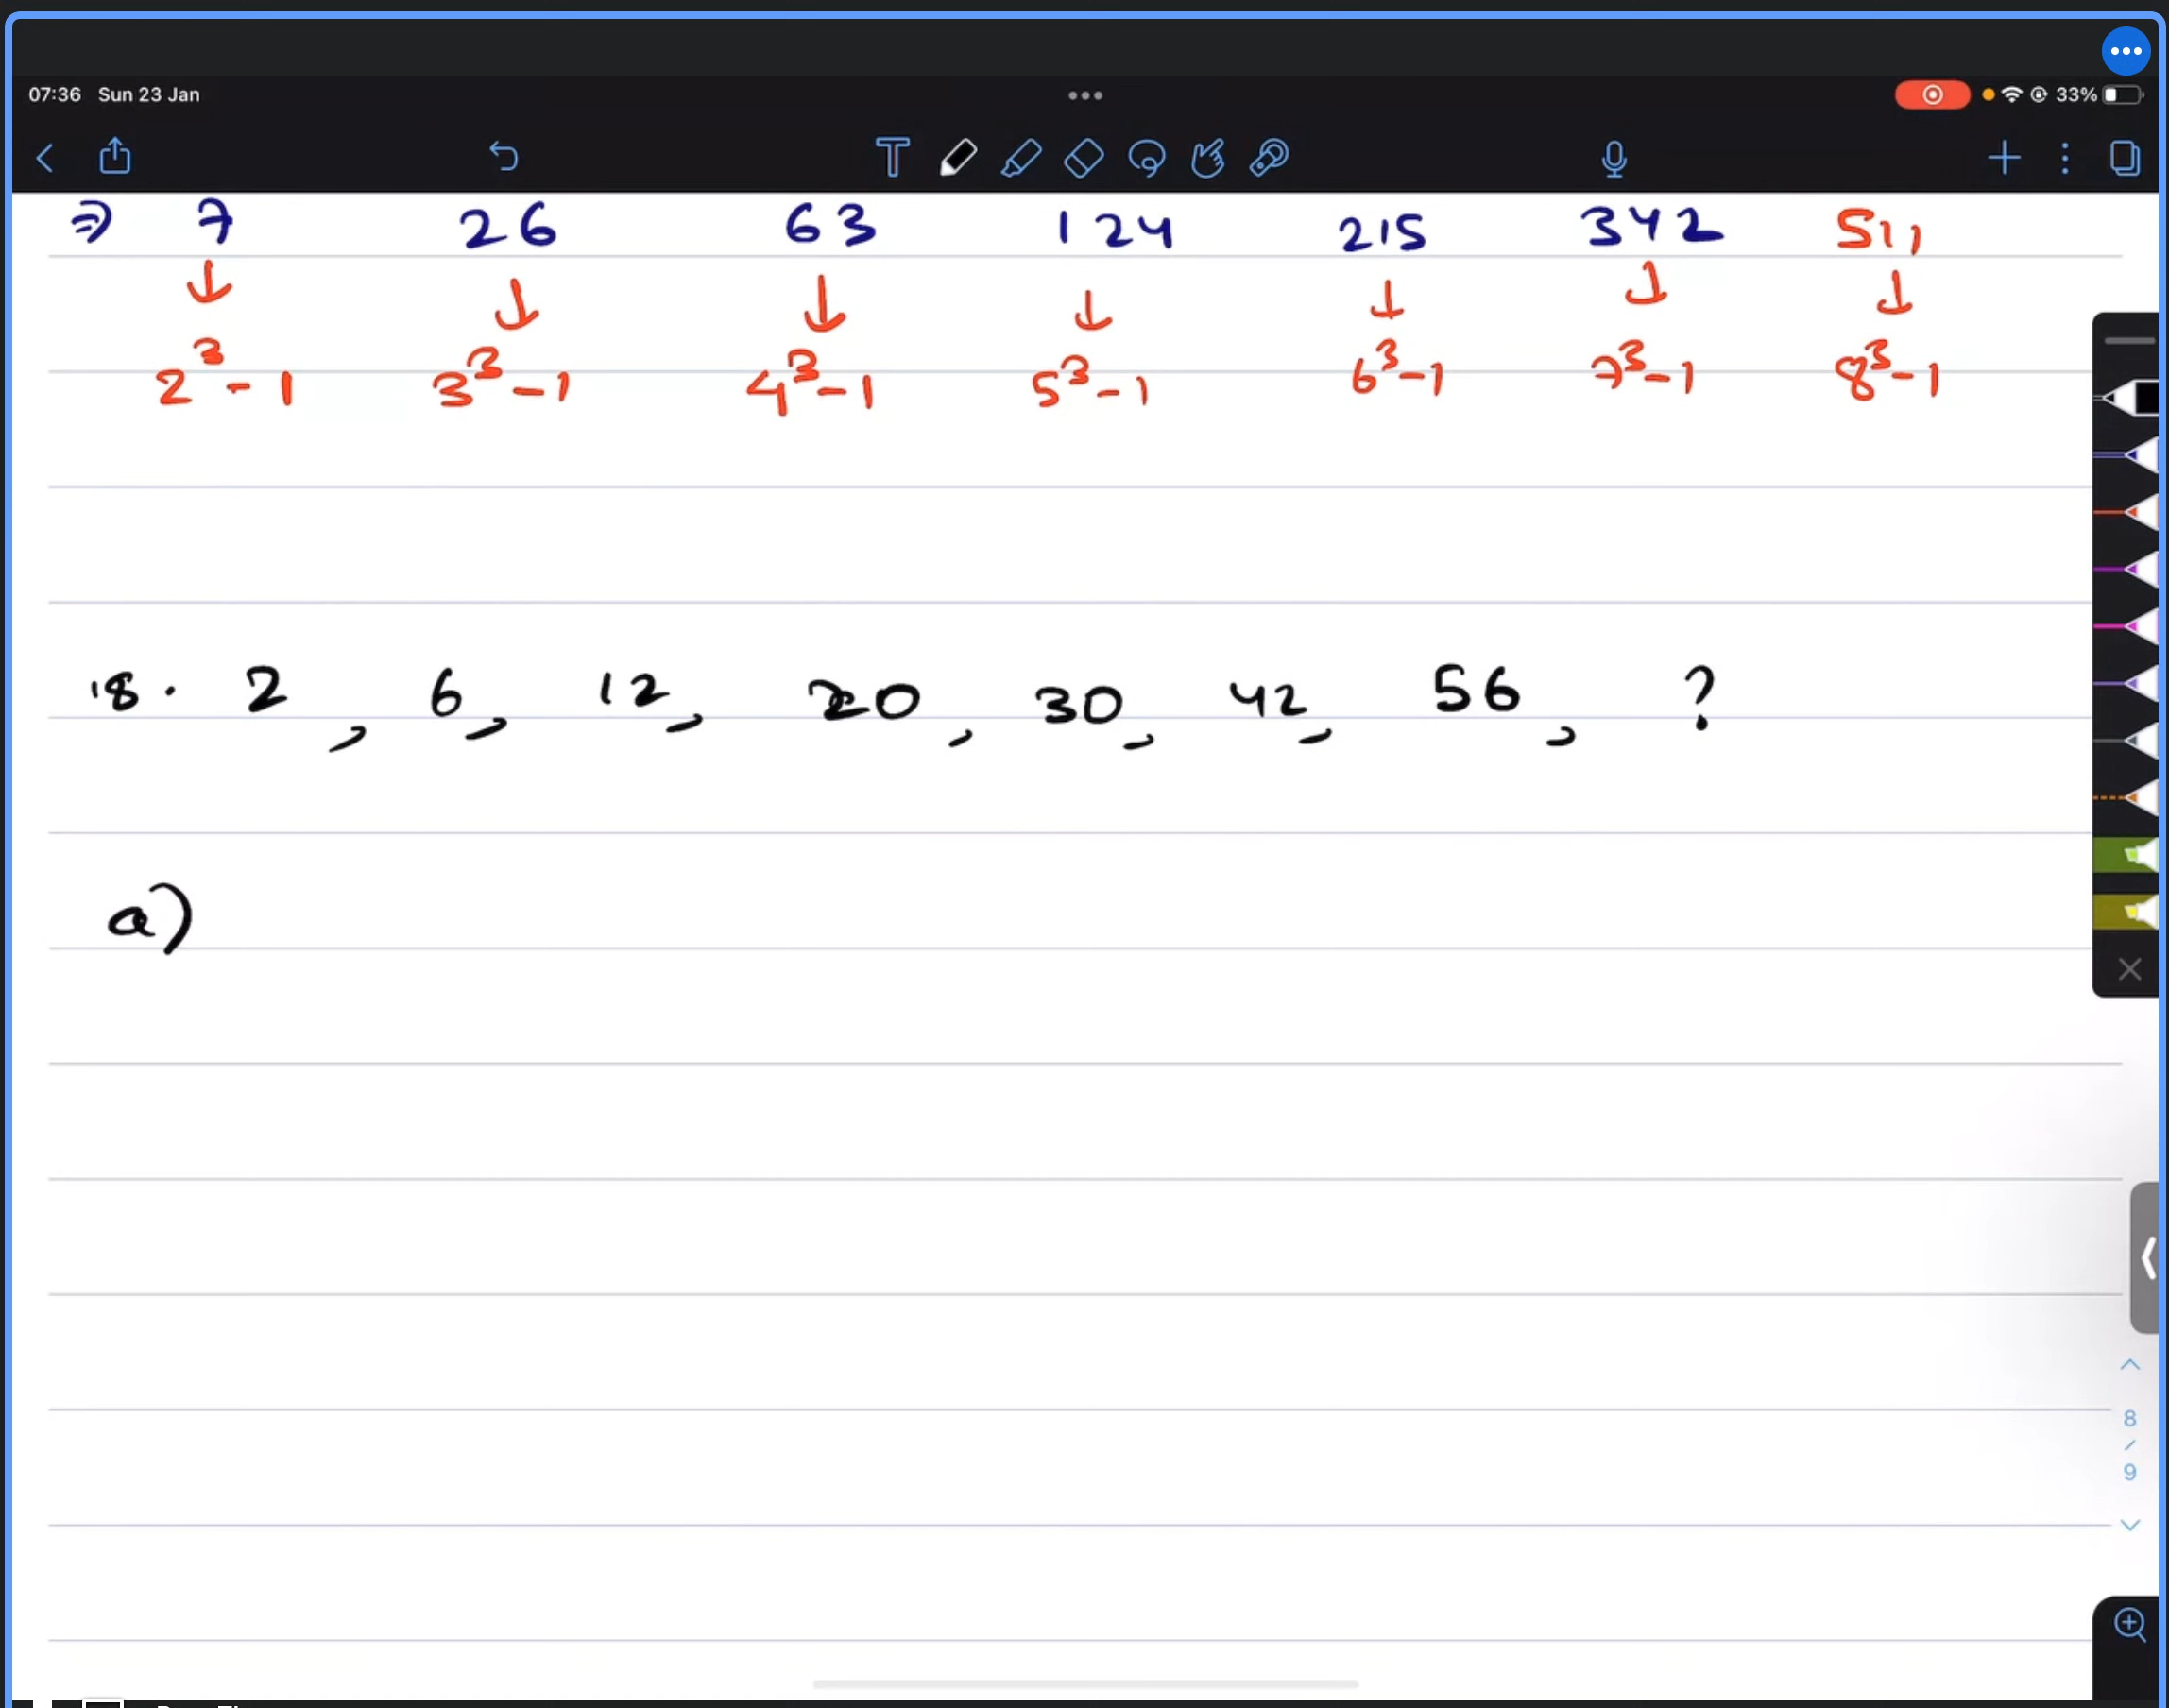 07:36 Sun 23 Jan
33%
⇒ 7 26 63 124 215 342 511
↓ ↓ ↓ ↓ ↓ ↓ ↓
2³-1 3³-1 4³-1 5³-1 6³-1 7³-1 8³-1
18. 2, 6, 12, 20, 30, 42, 56, ?
a)
8
/
9